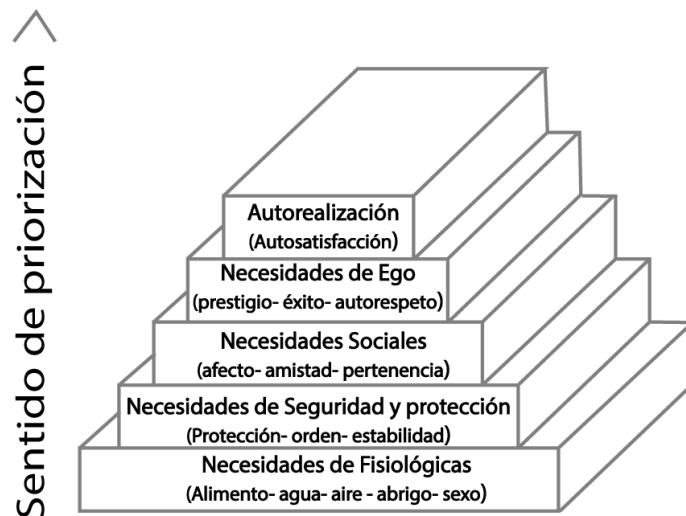 Sentido de priorización
Autorealización
(Autosatisfacción)
Necesidades de Ego
(prestigio- éxito- autorespeto)
Necesidades Sociales
(afecto- amistad- pertenencia)
Necesidades de Seguridad y protección
(Protección- orden- estabilidad)
Necesidades de Fisiológicas
(Alimento- agua- aire - abrigo- sexo)